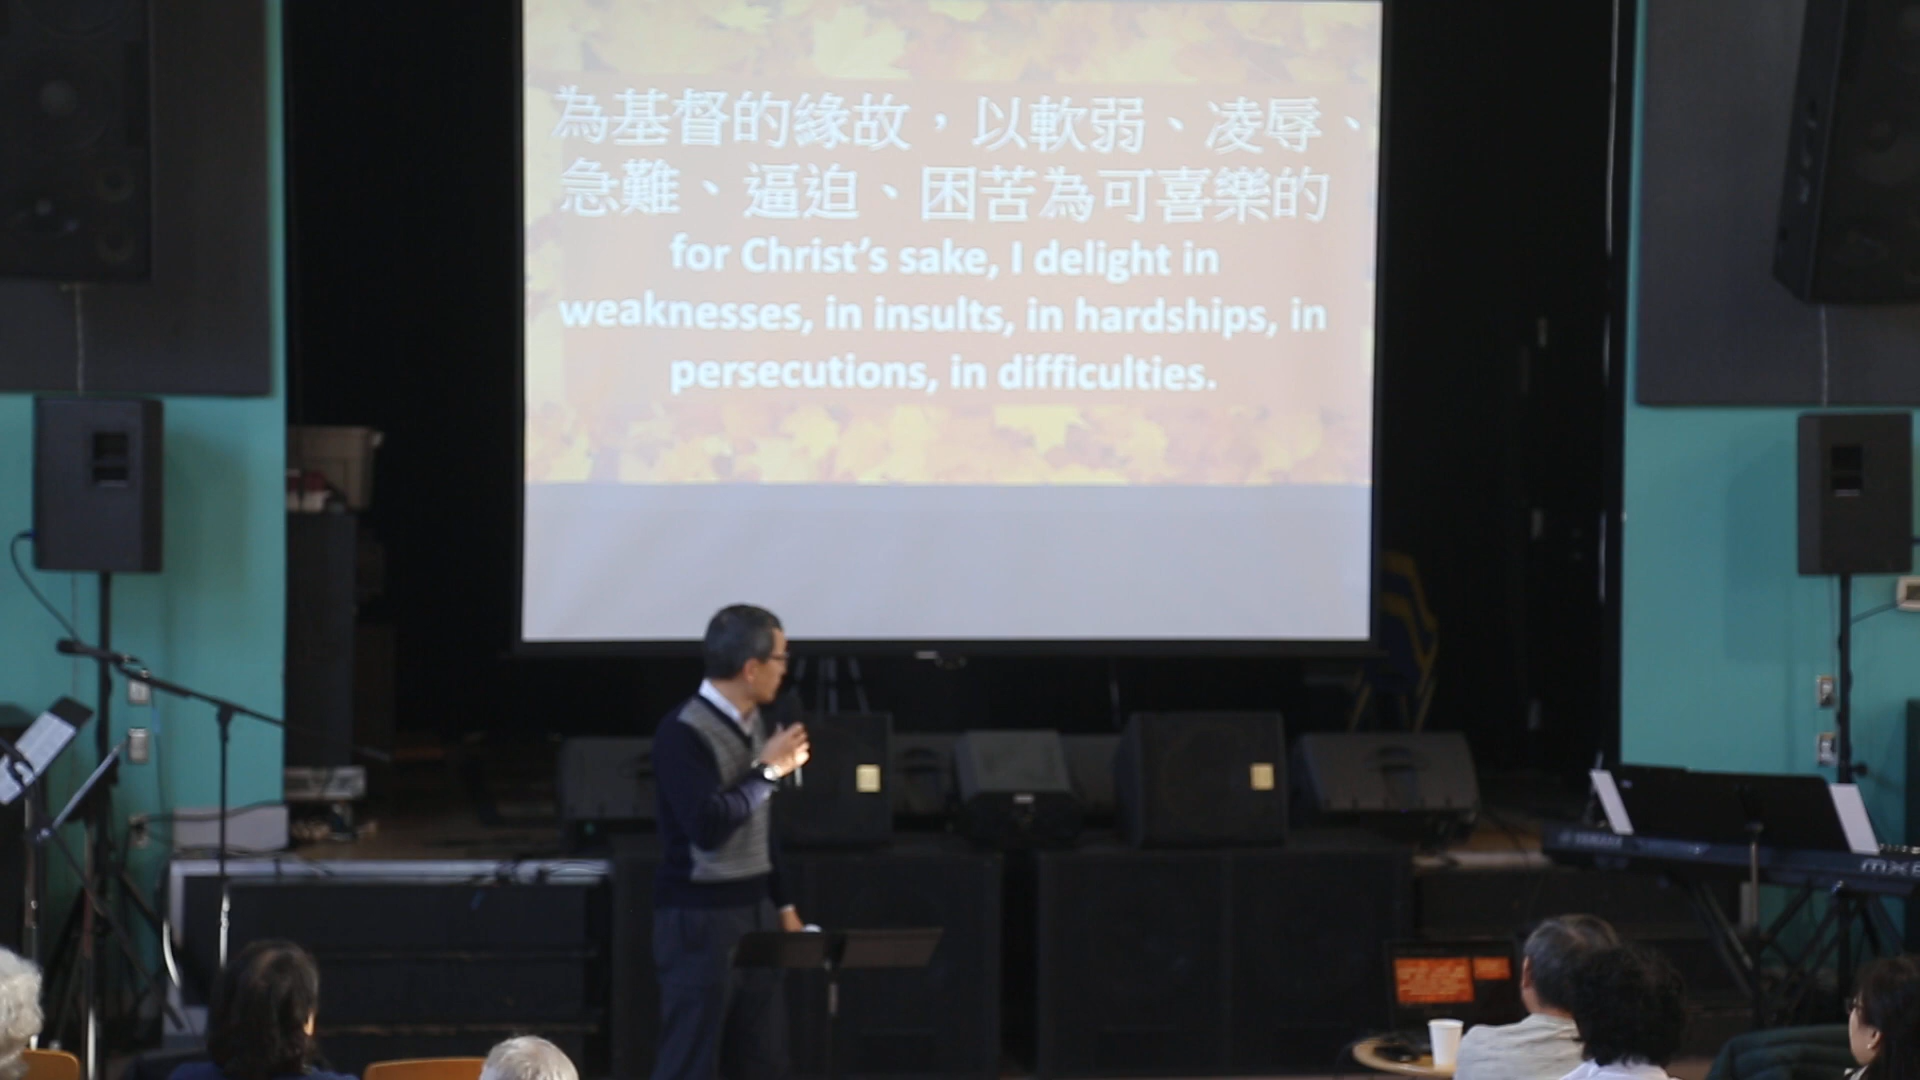 為基督的緣故，以軟弱、凌辱、
急難、逼迫、困苦為可喜樂的
for Christ’s sake, I delight in
weaknesses, in insults, in hardships, in
persecutions, in difficulties.
YAMAHA